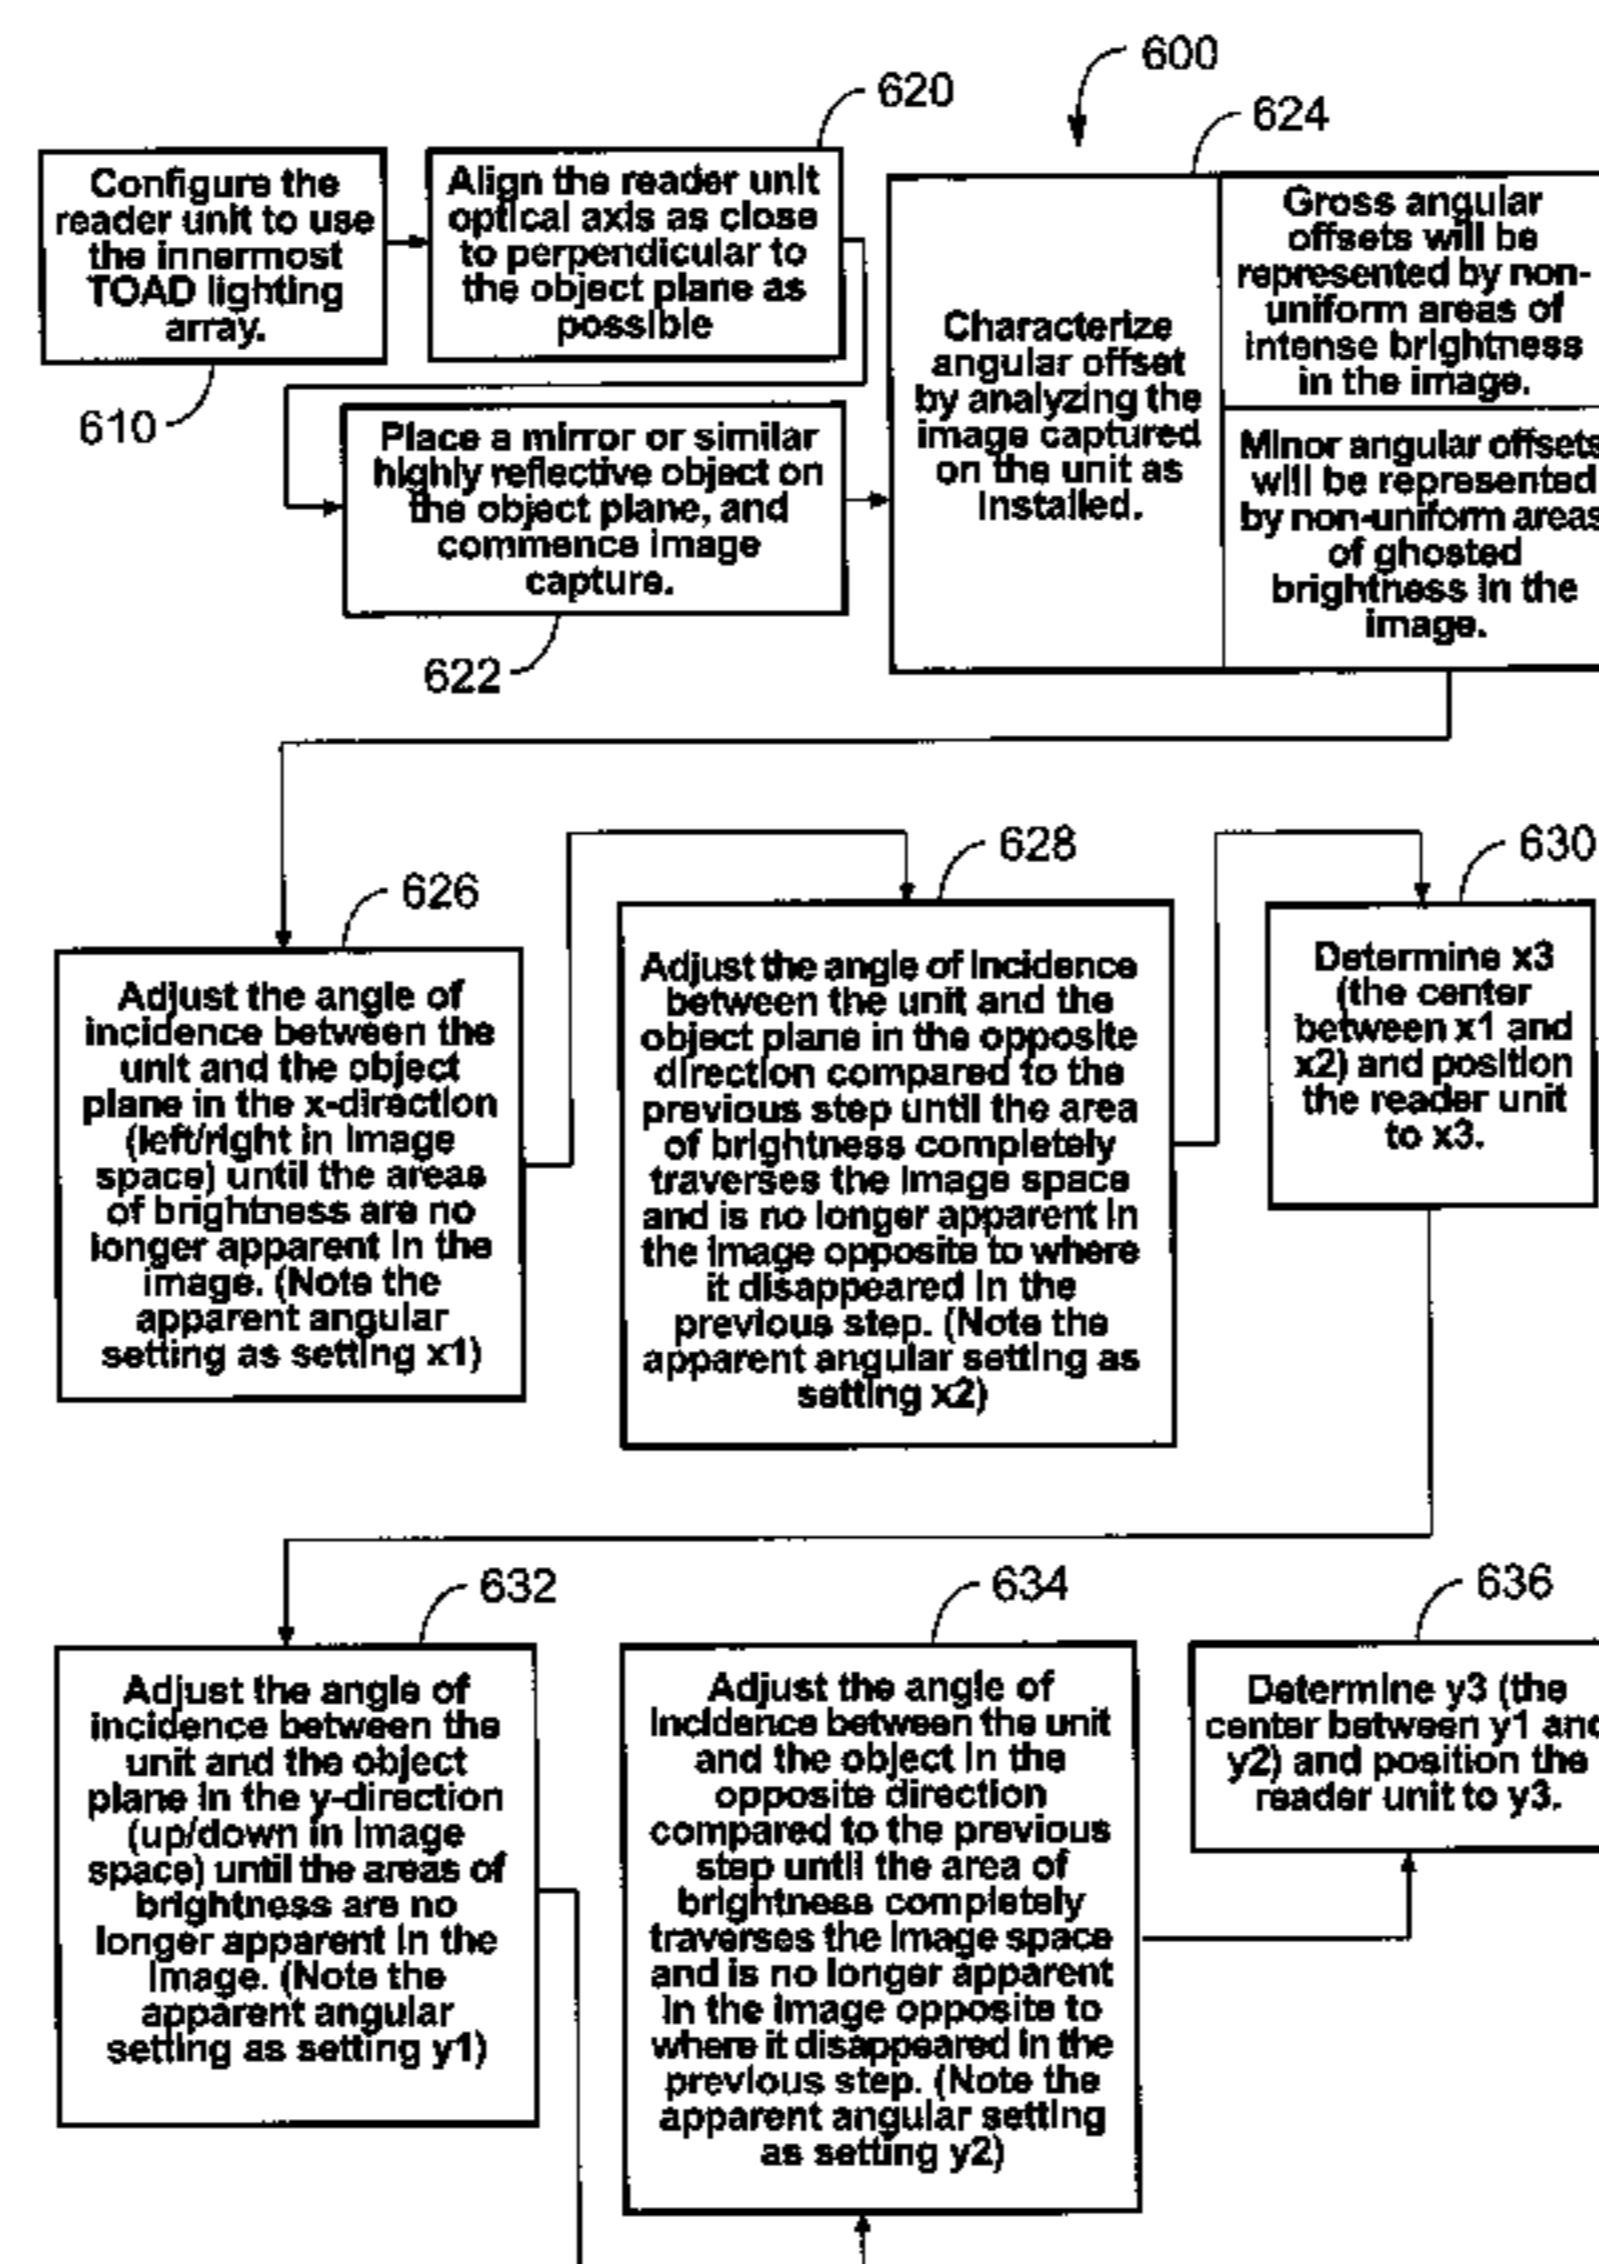 600
620
624
Configure the
reader unit to use
the innermost
TOAD lighting
array.
610
Align the reader unit
optical axis as close
to perpendicular to
the object plane as
possible
Place a mirror or similar
highly reflective object on
the object plane, and
commence image
capture.
622
Characterize
angular offset
by analyzing the
image captured
on the unit as
installed.
Gross angular
offsets will be
represented by non-
uniform areas of
intense brightness
in the image.
Minor angular offsets
will be represented
by non-uniform areas
of ghosted
brightness in the
image.
626
Adjust the angle of
incidence between the
unit and the object
plane in the x-direction
(left/right in image
space) until the areas
of brightness are no
longer apparent in the
image. (Note the
apparent angular
setting as setting x1)
628
Adjust the angle of incidence
between the unit and the
object plane in the opposite
direction compared to the
previous step until the area
of brightness completely
traverses the image space
and is no longer apparent in
the image opposite to where
it disappeared in the
previous step. (Note the
apparent angular setting as
setting x2)
630
Determine x3
(the center
between x1 and
x2) and position
the reader unit
to x3.
632
Adjust the angle of
incidence between the
unit and the object
plane in the y-direction
(up/down in image
space) until the areas of
brightness are no
longer apparent in the
image. (Note the
apparent angular
setting as setting y1)
634
Adjust the angle of
incidence between the unit
and the object in the
opposite direction
compared to the previous
step until the area of
brightness completely
traverses the image space
and is no longer apparent
in the image opposite to
where it disappeared in the
previous step. (Note the
apparent angular setting
as setting y2)
636
Determine y3 (the
center between y1 and
y2) and position the
reader unit to y3.